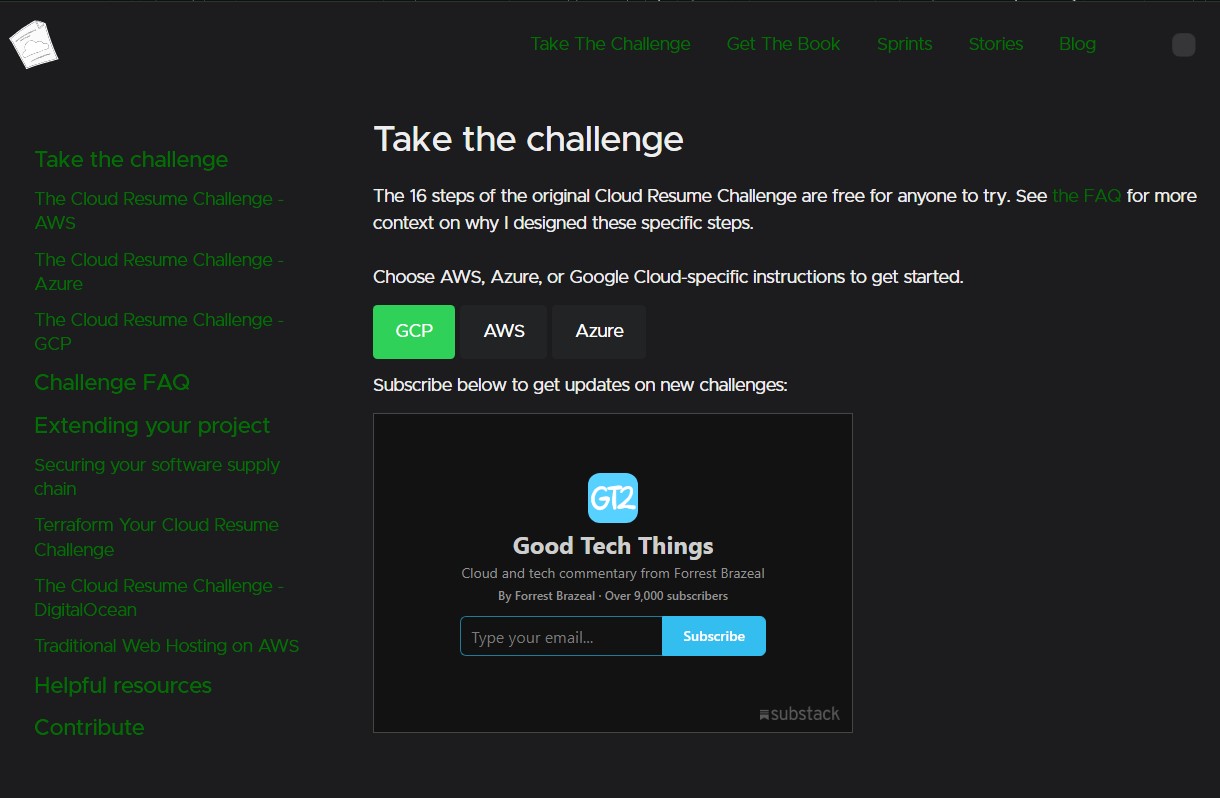 Take The Challenge
Get The Book
Sprints
Stories
Blog
Take the challenge
The Cloud Resume Challenge -
AWS
The Cloud Resume Challenge -
Azure
The Cloud Resume Challenge -
GCP
Challenge FAQ
Extending your project
Securing your software supply
chain
Terraform Your Cloud Resume
Challenge
The Cloud Resume Challenge -
DigitalOcean
Traditional Web Hosting on AWS
Helpful resources
Contribute
Take the challenge
The 16 steps of the original Cloud Resume Challenge are free for anyone to try. See the FAQ for more
context on why I designed these specific steps.
Choose AWS, Azure, or Google Cloud-specific instructions to get started.
GCP
AWS
Azure
Subscribe below to get updates on new challenges:
GT2
Good Tech Things
Cloud and tech commentary from Forrest Brazeal
By Forrest Brazeal · Over 9,000 subscribers
Type your email...
Subscribe
substack